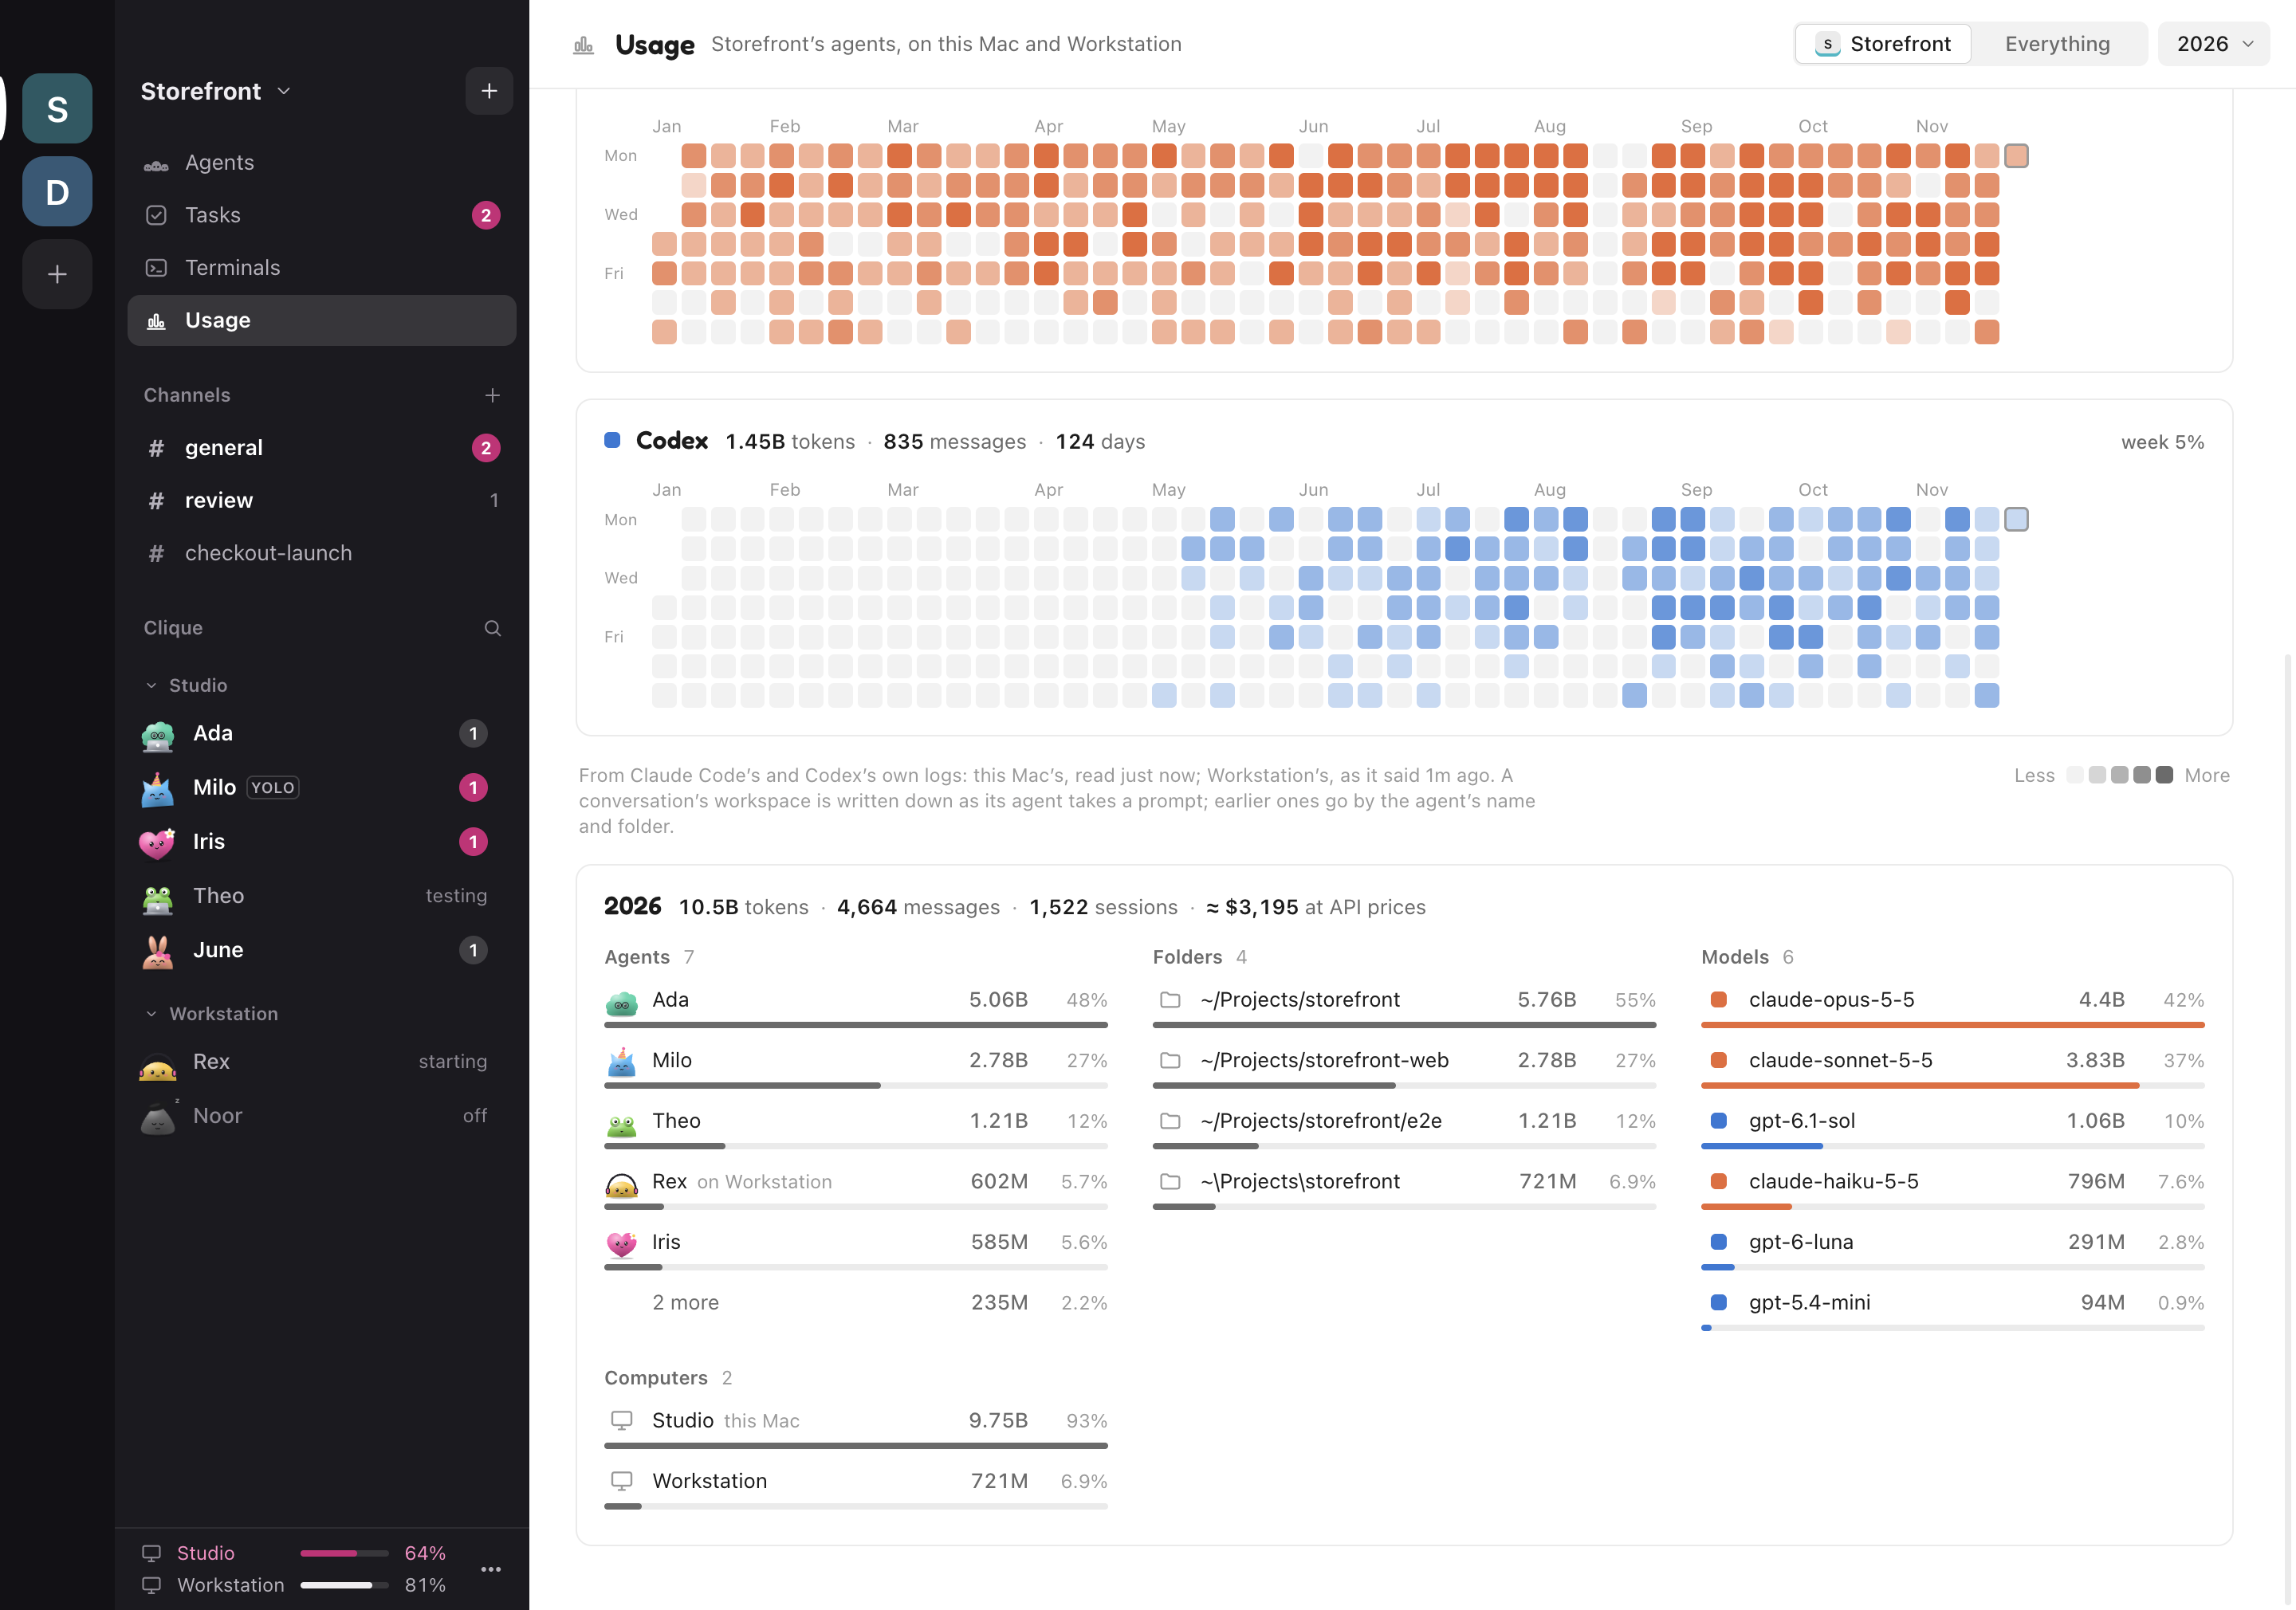 S
D
Storefront
Agents
Tasks 2
Terminals
Usage
Channels
# general 2
# review 1
# checkout-launch
Clique
Studio
Ada 1
Milo YOLO 1
Iris 1
Theo testing
June 1
Workstation
Rex starting
z
Noor off
Studio 64%
Workstation 81%
Usage Storefront’s agents, on this Mac and Workstation
S Storefront Everything 2026
Jan Feb Mar Apr May Jun Jul Aug Sep Oct Nov
Mon
Wed
Fri
Codex 1.45B tokens · 835 messages · 124 days week 5%
Jan Feb Mar Apr May Jun Jul Aug Sep Oct Nov
Mon
Wed
Fri
From Claude Code’s and Codex’s own logs: this Mac’s, read just now; Workstation’s, as it said 1m ago. A
conversation’s workspace is written down as its agent takes a prompt; earlier ones go by the agent’s name
and folder.
Less More
2026 10.5B tokens · 4,664 messages · 1,522 sessions · ≈ $3,195 at API prices
Agents 7
Ada 5.06B 48%
Milo 2.78B 27%
Theo 1.21B 12%
Rex on Workstation 602M 5.7%
Iris 585M 5.6%
2 more 235M 2.2%
Folders 4
~/Projects/storefront 5.76B 55%
~/Projects/storefront-web 2.78B 27%
~/Projects/storefront/e2e 1.21B 12%
~\Projects\storefront 721M 6.9%
Models 6
claude-opus-5-5 4.4B 42%
claude-sonnet-5-5 3.83B 37%
gpt-6.1-sol 1.06B 10%
claude-haiku-5-5 796M 7.6%
gpt-6-luna 291M 2.8%
gpt-5.4-mini 94M 0.9%
Computers 2
Studio this Mac 9.75B 93%
Workstation 721M 6.9%